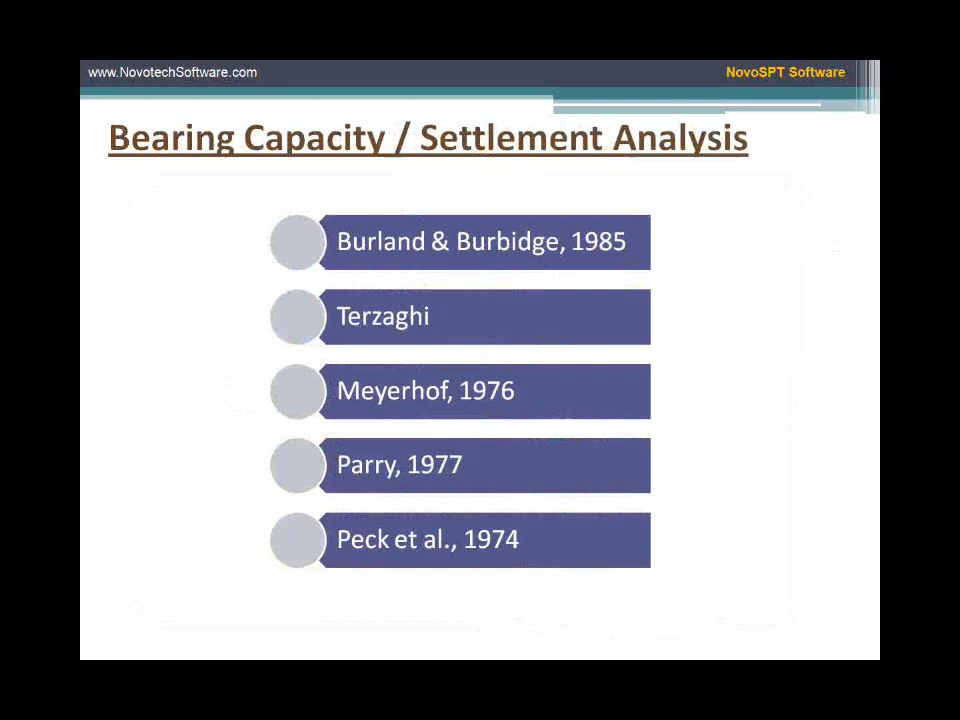 www.NovotechSoftware.com
NovoSPT Software
Bearing Capacity / Settlement Analysis
Burland & Burbidge, 1985
Terzaghi
Meyerhof, 1976
Parry, 1977
Peck et al., 1974